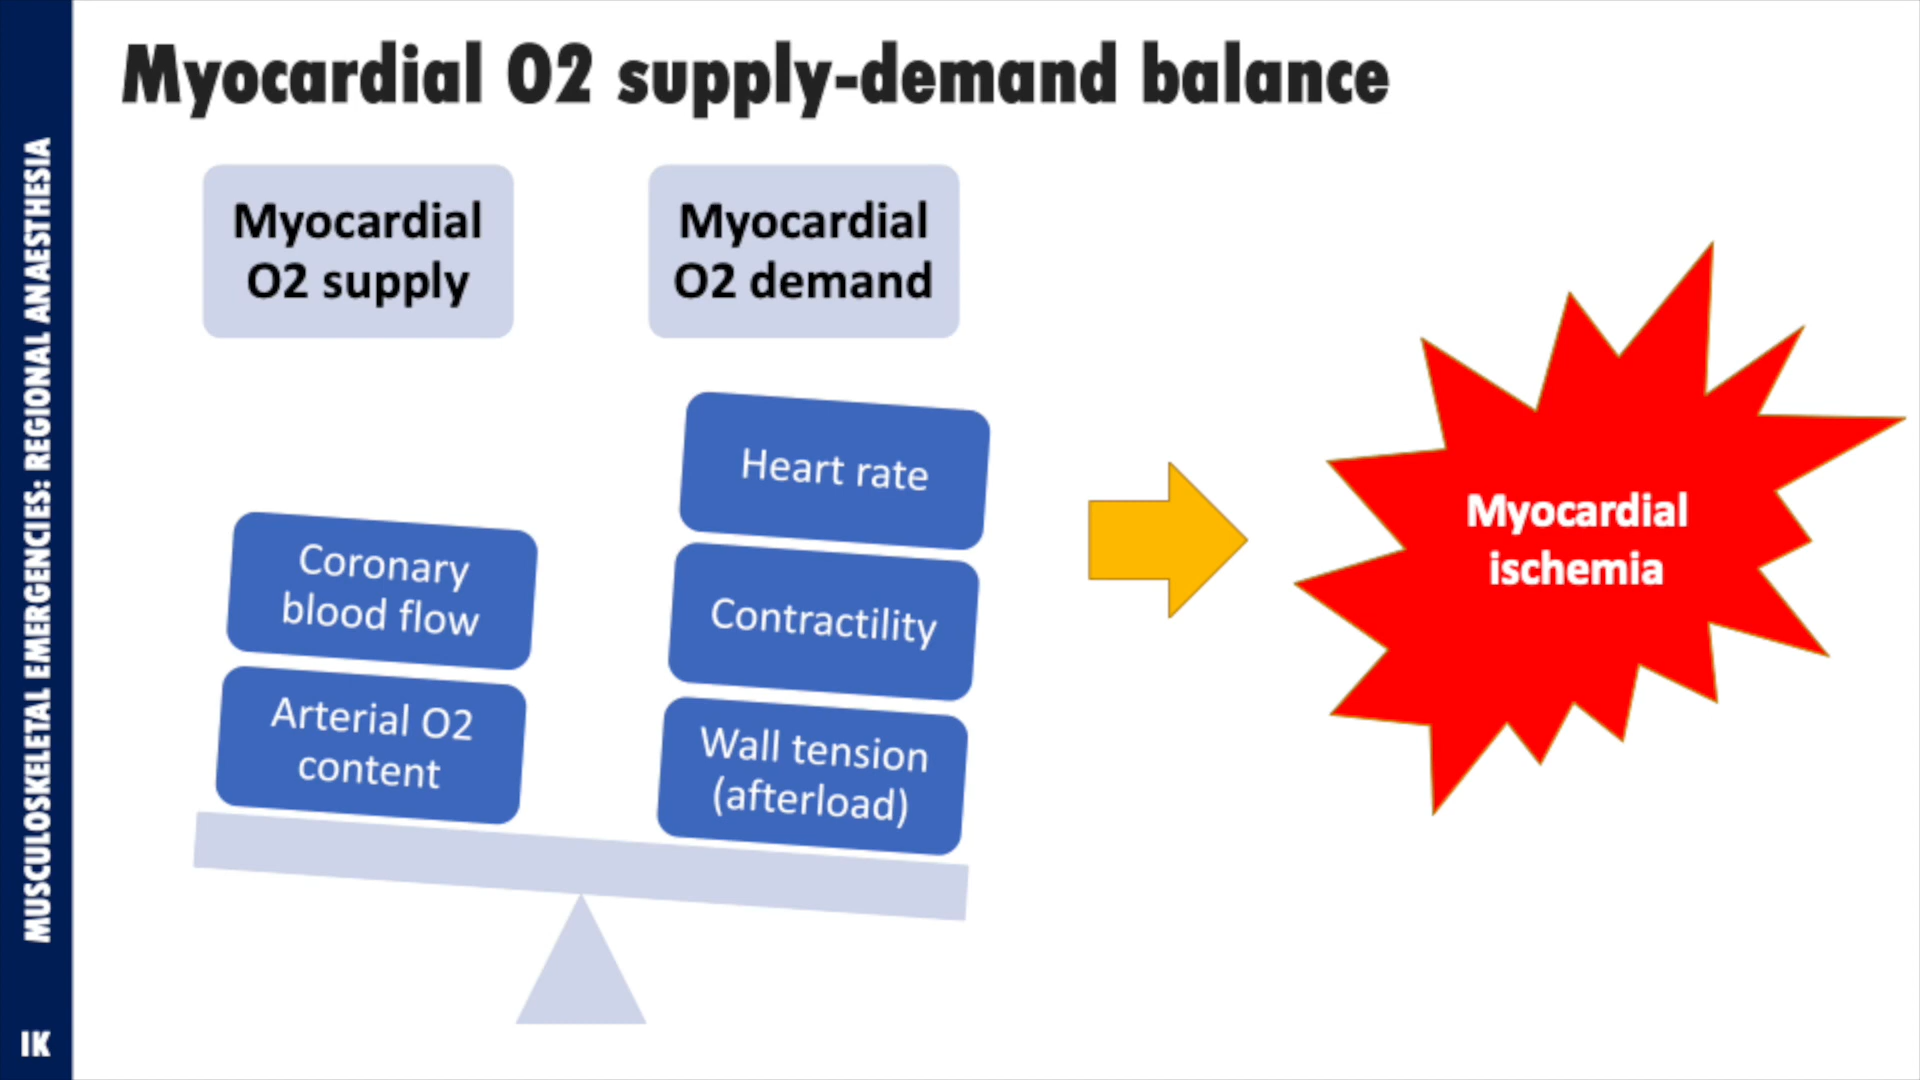 Myocardial O2 supply-demand balance
MUSCULOSKELETAL EMERGENCIES: REGIONAL ANAESTHESIA
IK
Myocardial
O2 supply
Myocardial
O2 demand
Coronary
blood flow
Arterial O2
content
Heart rate
Contractility
Wall tension
(afterload)
Myocardial
ischemia